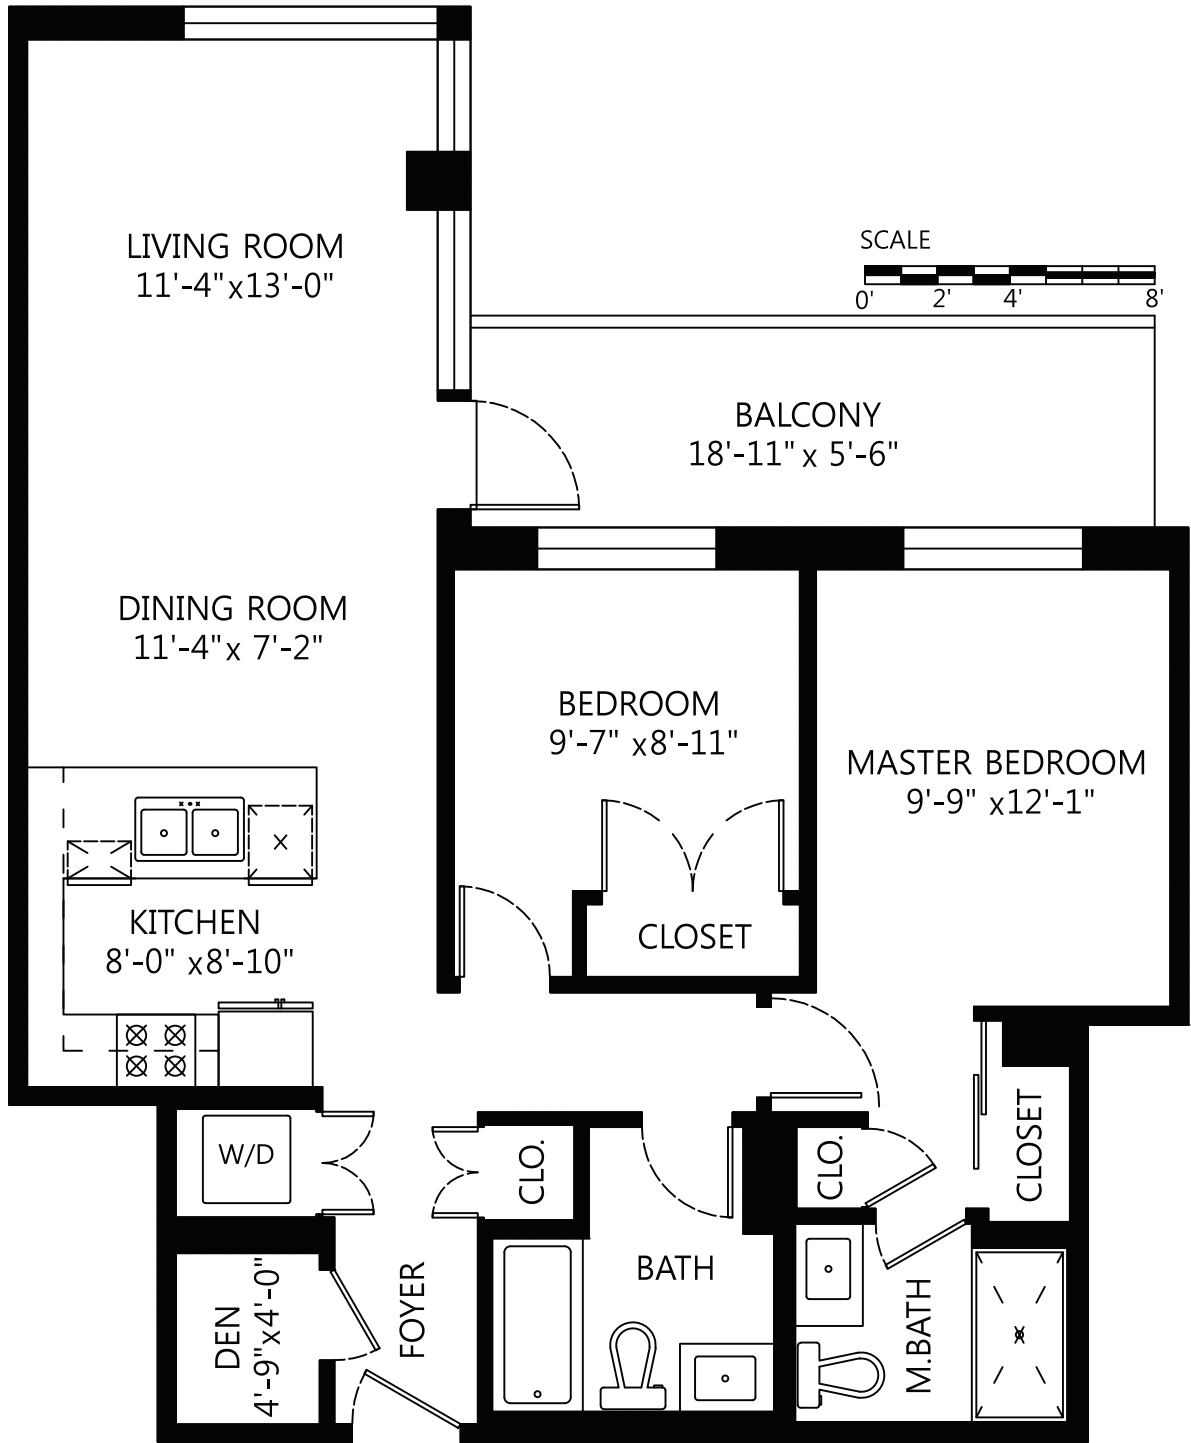 LIVING ROOM
11'-4" x13'-0"
SCALE
0' 2' 4' 8'
BALCONY
18'-11" x 5'-6"
DINING ROOM
11'-4" x 7'-2"
BEDROOM
9'-7" x8'-11"
MASTER BEDROOM
9'-9" x12'-1"
KITCHEN
8'-0" x8'-10"
CLOSET
W/D
CLO.
CLO.
CLOSET
DEN
4'-9"x4'-0"
FOYER
BATH
M.BATH